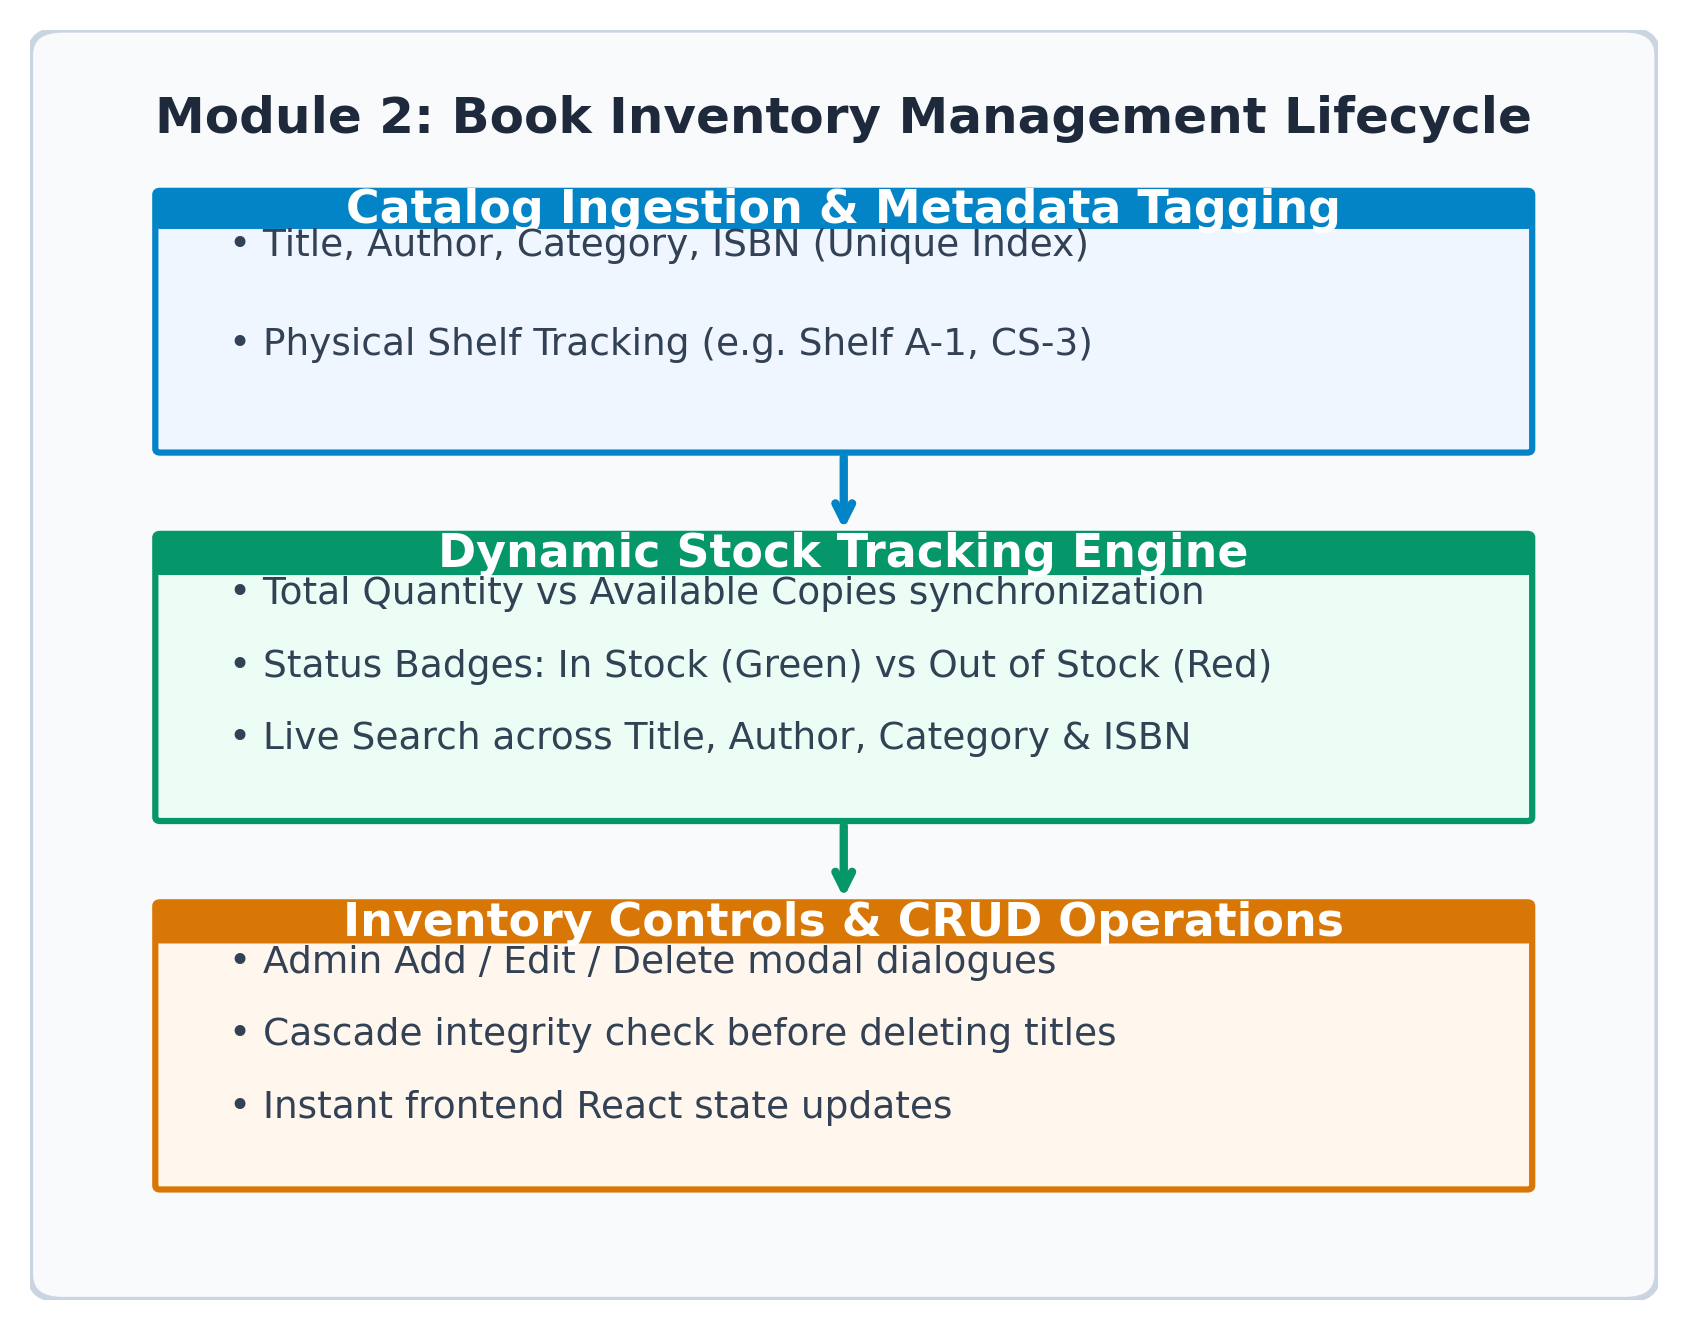 Module 2: Book Inventory Management Lifecycle
Catalog Ingestion & Metadata Tagging
• Title, Author, Category, ISBN (Unique Index)
• Physical Shelf Tracking (e.g. Shelf A-1, CS-3)
Dynamic Stock Tracking Engine
• Total Quantity vs Available Copies synchronization
• Status Badges: In Stock (Green) vs Out of Stock (Red)
• Live Search across Title, Author, Category & ISBN
Inventory Controls & CRUD Operations
• Admin Add / Edit / Delete modal dialogues
• Cascade integrity check before deleting titles
• Instant frontend React state updates